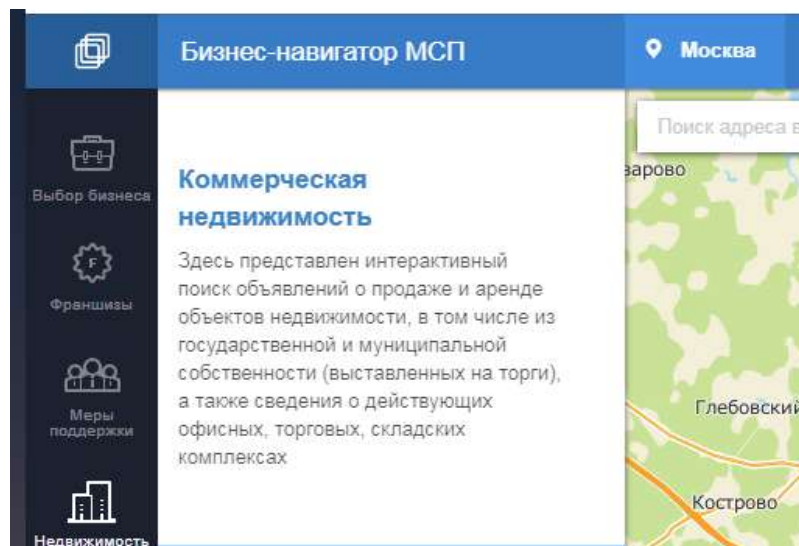 Бизнес-навигатор МСП
Москва
Поиск адреса в
Выбор бизнеса
F
Франшизы
Меры
поддержки
Недвижимость
Коммерческая
недвижимость
Здесь представлен интерактивный
поиск объявлений о продаже и аренде
объектов недвижимости, в том числе из
государственной и муниципальной
собственности (выставленных на торги),
а также сведения о действующих
офисных, торговых, складских
комплексах
варово
Глебовский
Кострово